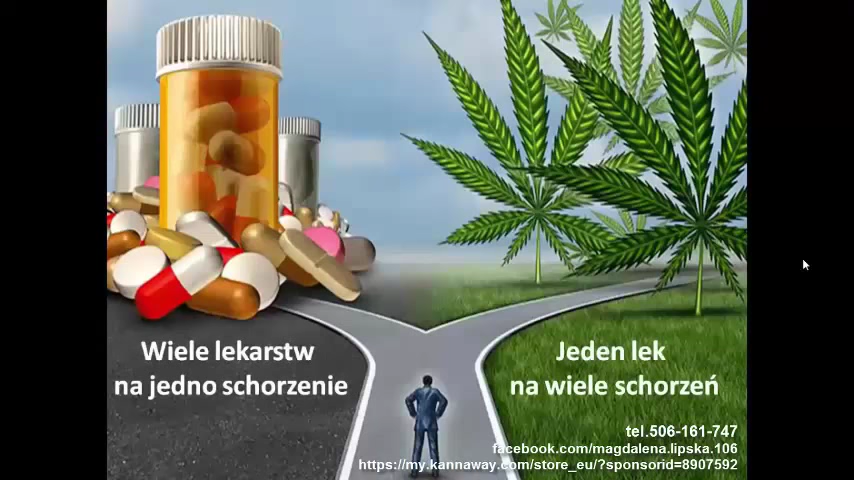 Wiele lekarstw
na jedno schorzenie
Jeden lek
na wiele schorzeń
tel.506-161-747
facebook.com/magdalena.lipska.106
https://my.kannaway.com/store_eu/?sponsorid=8907592